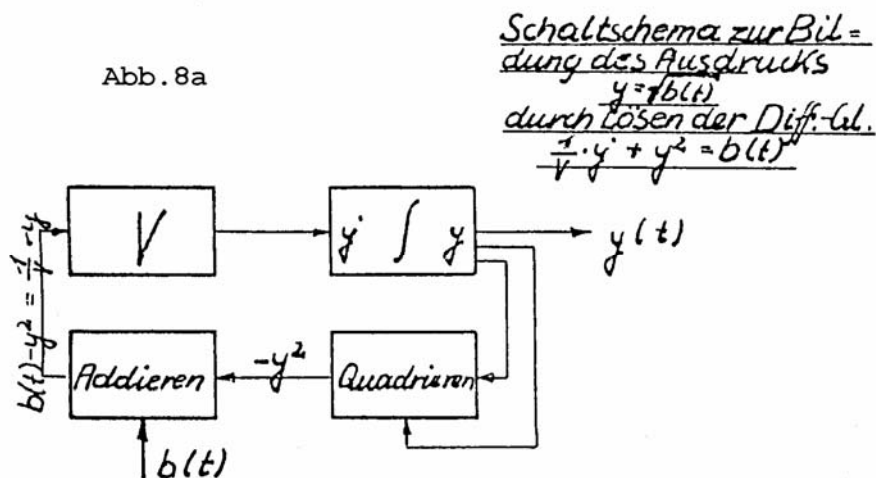 Abb.8a
Schaltschema zur Bil=
dung des Ausdrucks
y=√b(t)
durch Lösen der Diff.-Gl.
1/V · ẏ + y² = b(t)
V
ẏ ∫ y
y(t)
b(t)-y² = 1/V · ẏ
Addieren
-y²
Quadrieren
b(t)